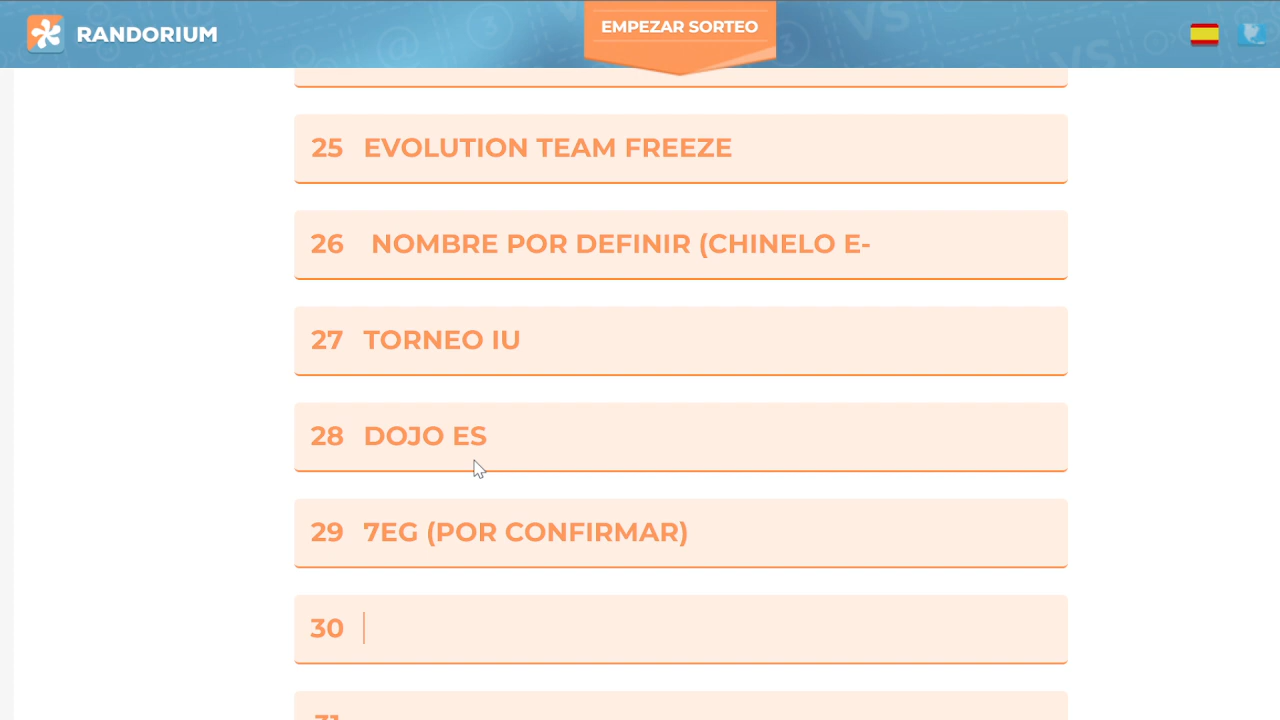 RANDORIUM
EMPEZAR SORTEO
25 EVOLUTION TEAM FREEZE
26 NOMBRE POR DEFINIR (CHINELO E-
27 TORNEO IU
28 DOJO ES
29 7EG (POR CONFIRMAR)
30
31